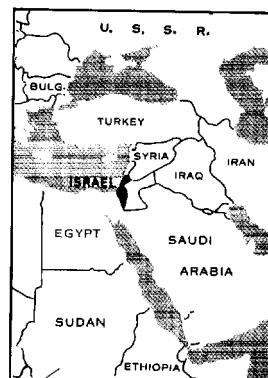 U. S. S. R.
BULG.
TURKEY
SYRIA
ISRAEL
IRAQ
IRAN
EGYPT
SAUDI
ARABIA
SUDAN
ETHIOPIA